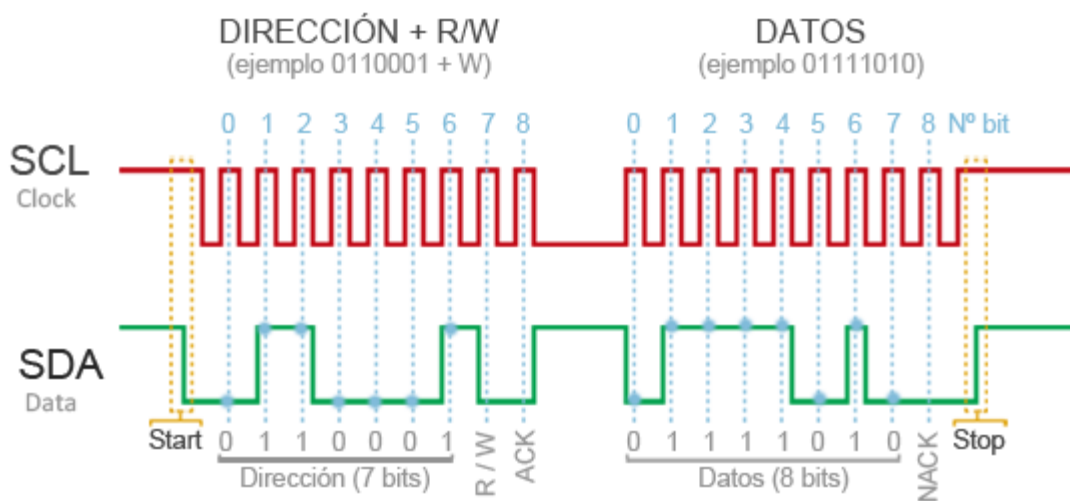 DIRECCIÓN + R/W
(ejemplo 0110001 + W)
DATOS
(ejemplo 01111010)
0 1 2 3 4 5 6 7 8
0 1 2 3 4 5 6 7 8 Nº bit
SCL
Clock
SDA
Data
Start
0 1 1 0 0 0 1 R / W ACK
Dirección (7 bits)
0 1 1 1 1 0 1 0 NACK
Datos (8 bits)
Stop